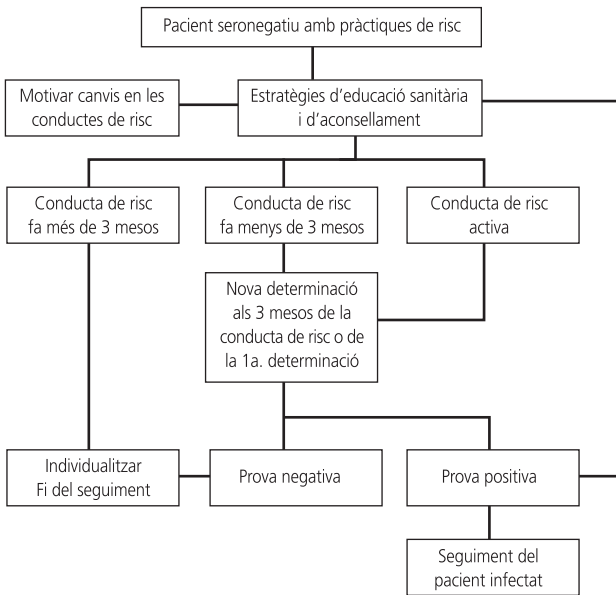 Pacient seronegatiu amb pràctiques de risc
Motivar canvis en les
conductes de risc
Estratègies d'educació sanitària
i d'aconsellament
Conducta de risc
fa més de 3 mesos
Conducta de risc
fa menys de 3 mesos
Conducta de risc
activa
Nova determinació
als 3 mesos de la
conducta de risc o de
la 1a. determinació
Individualitzar
Fi del seguiment
Prova negativa
Prova positiva
Seguiment del
pacient infectat